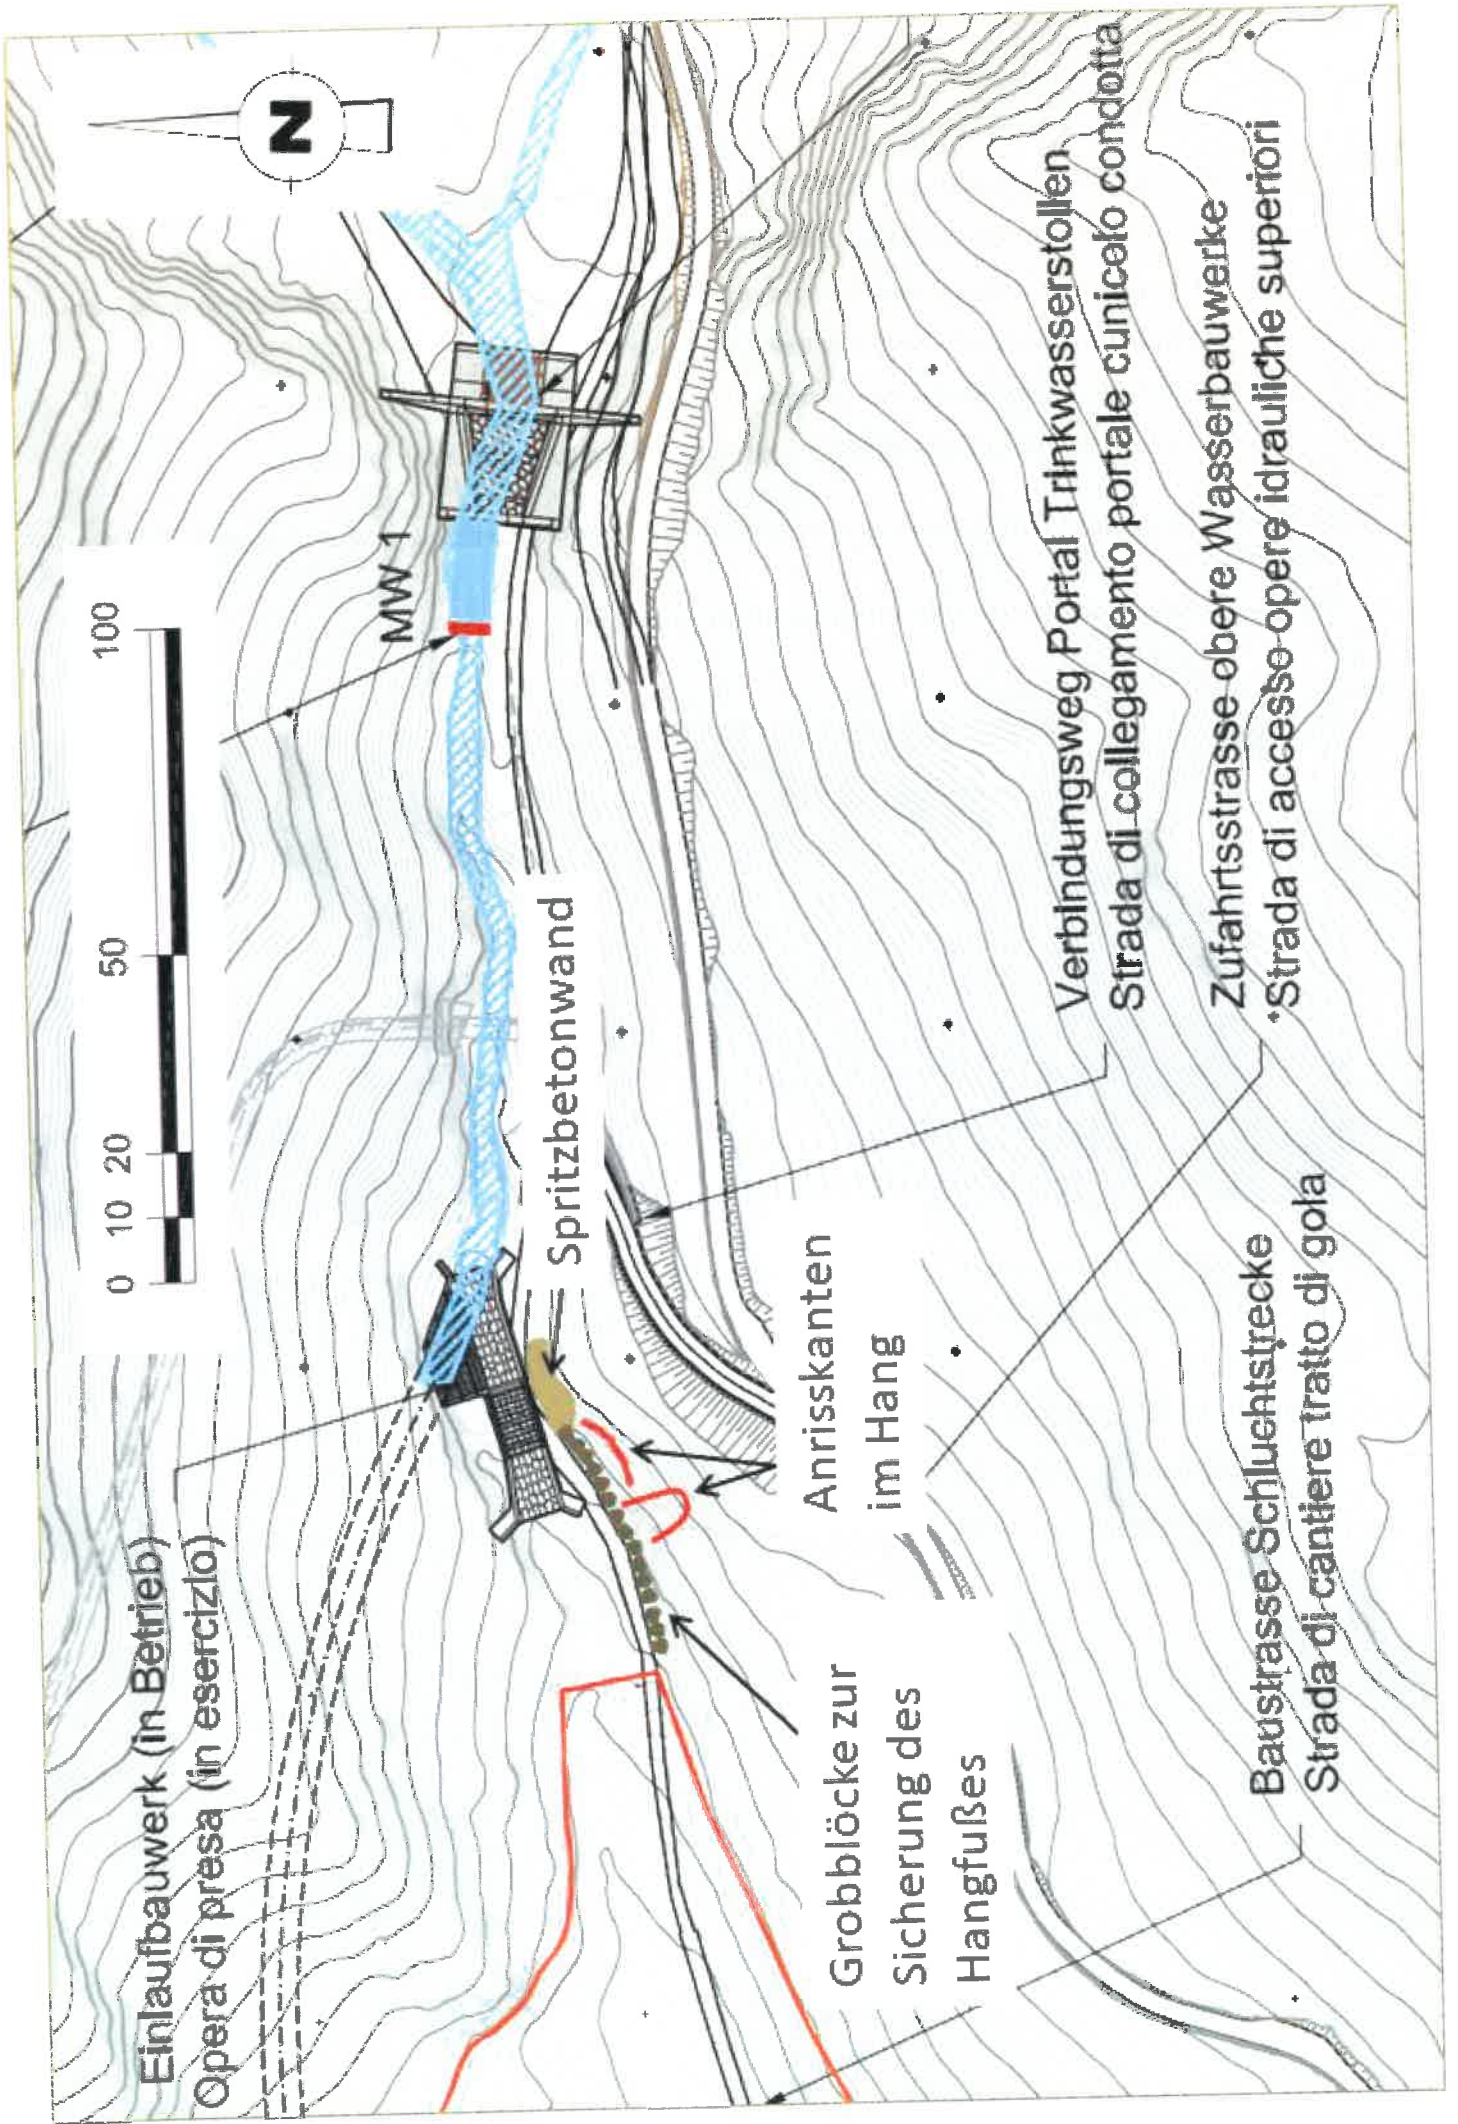 Einlaufbauwerk (in Betrieb)
Opera di presa (in esercizio)
0 10 20 50 100
MW 1
N
Spritzbetonwand
Anrisskanten
im Hang
Grobblöcke zur
Sicherung des
Hangfußes
Verbindungsweg Portal Trinkwasserstollen
Strada di collegamento portale cunicolo condotta
Zufahrtsstrasse obere Wasserbauwerke
Strada di accesso opere idrauliche superiori
Baustrasse Schluchtstrecke
Strada di cantiere tratto di gola